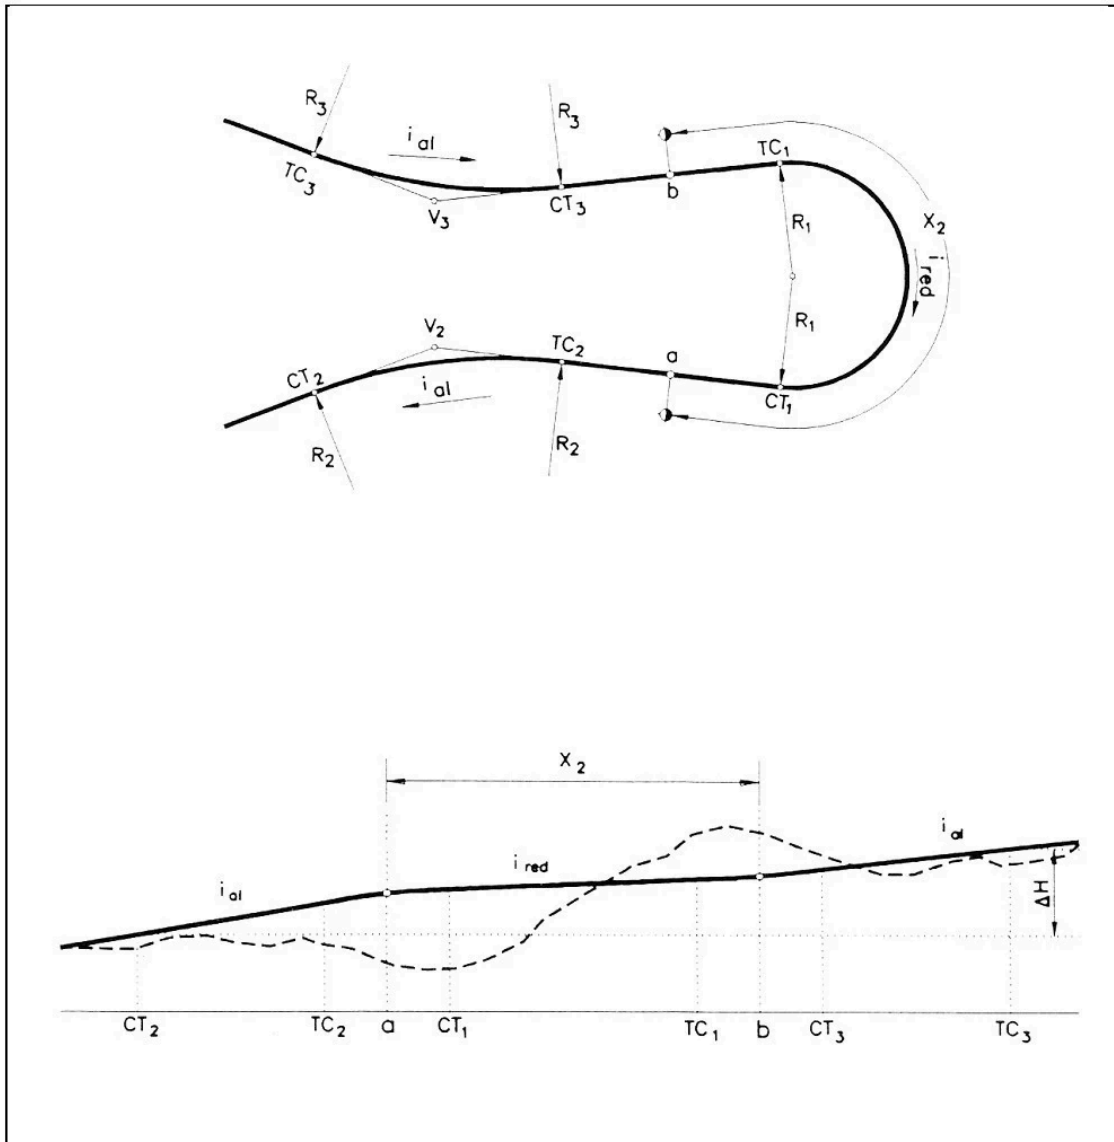 R3
R3
i al
TC3
V3
CT3
b
TC1
R1
X2
i red
R1
V2
TC2
a
CT2
i al
CT1
R2
R2
X2
i al
i red
i al
ΔH
CT2 TC2 a CT1 TC1 b CT3 TC3